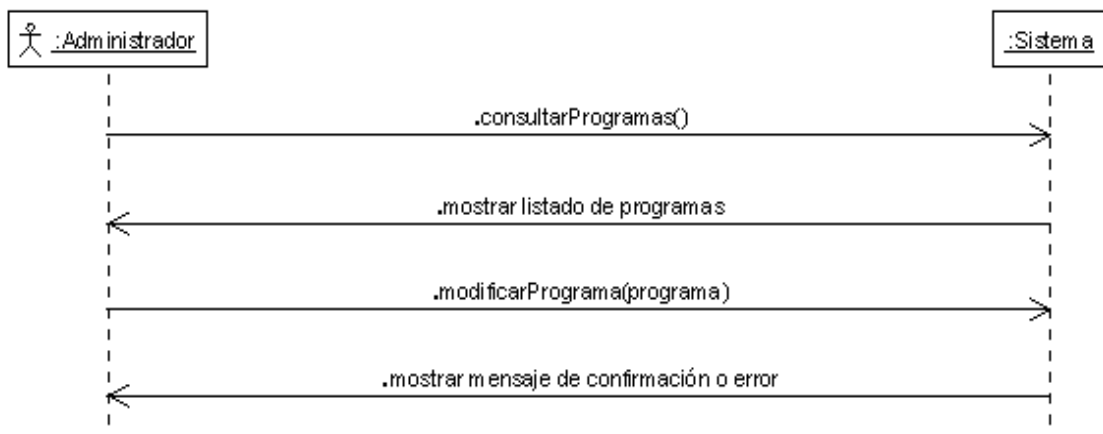 :Administrador
:Sistema
.consultarProgramas()
.mostrar listado de programas
.modificarPrograma(programa)
.mostrar mensaje de confirmación o error